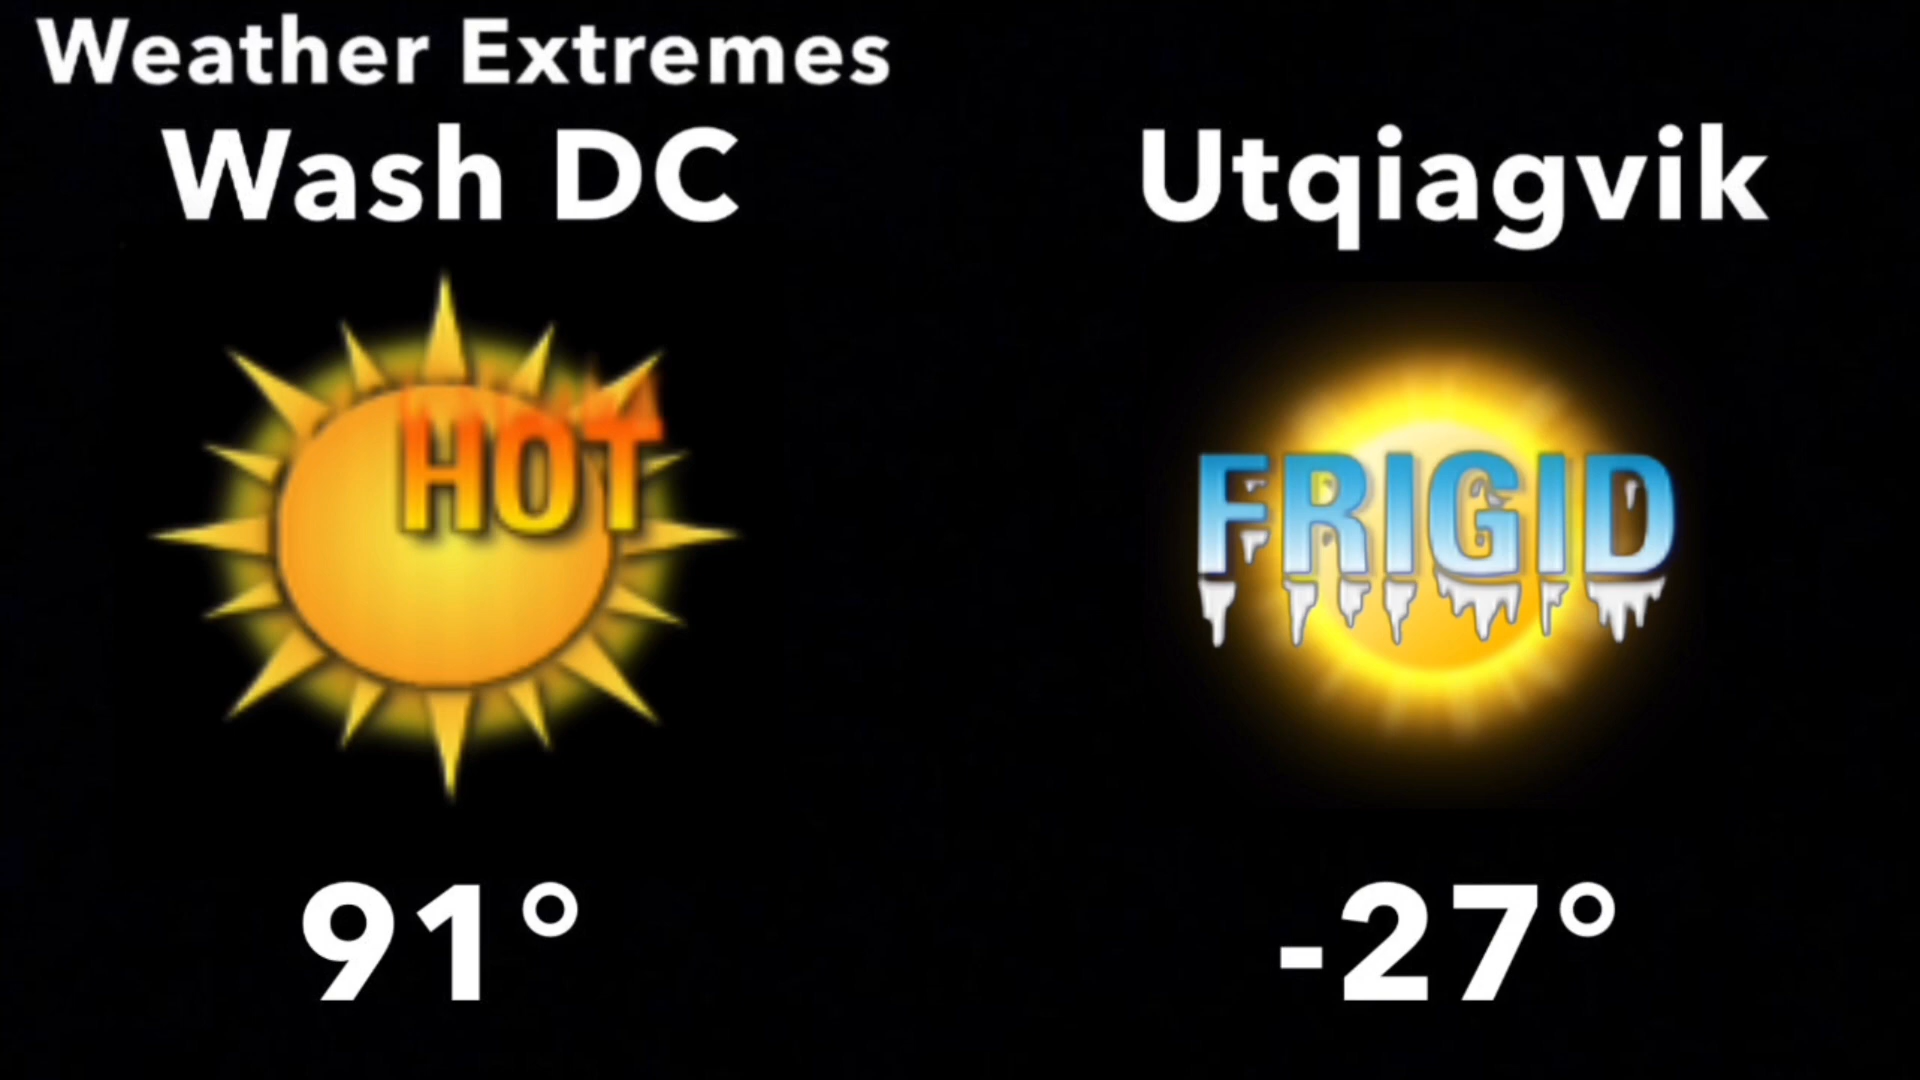 Weather Extremes
Wash DC
HOT
91°
Utqiagvik
FRIGID
-27°